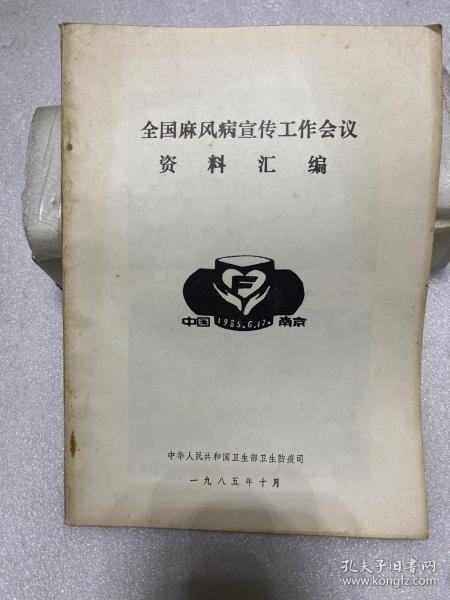 全国麻风病宣传工作会议
资料汇编
中国 1985.6.17. 南京
中华人民共和国卫生部卫生防疫司
一九八五年十月
孔夫子旧书网
www.kongfz.com